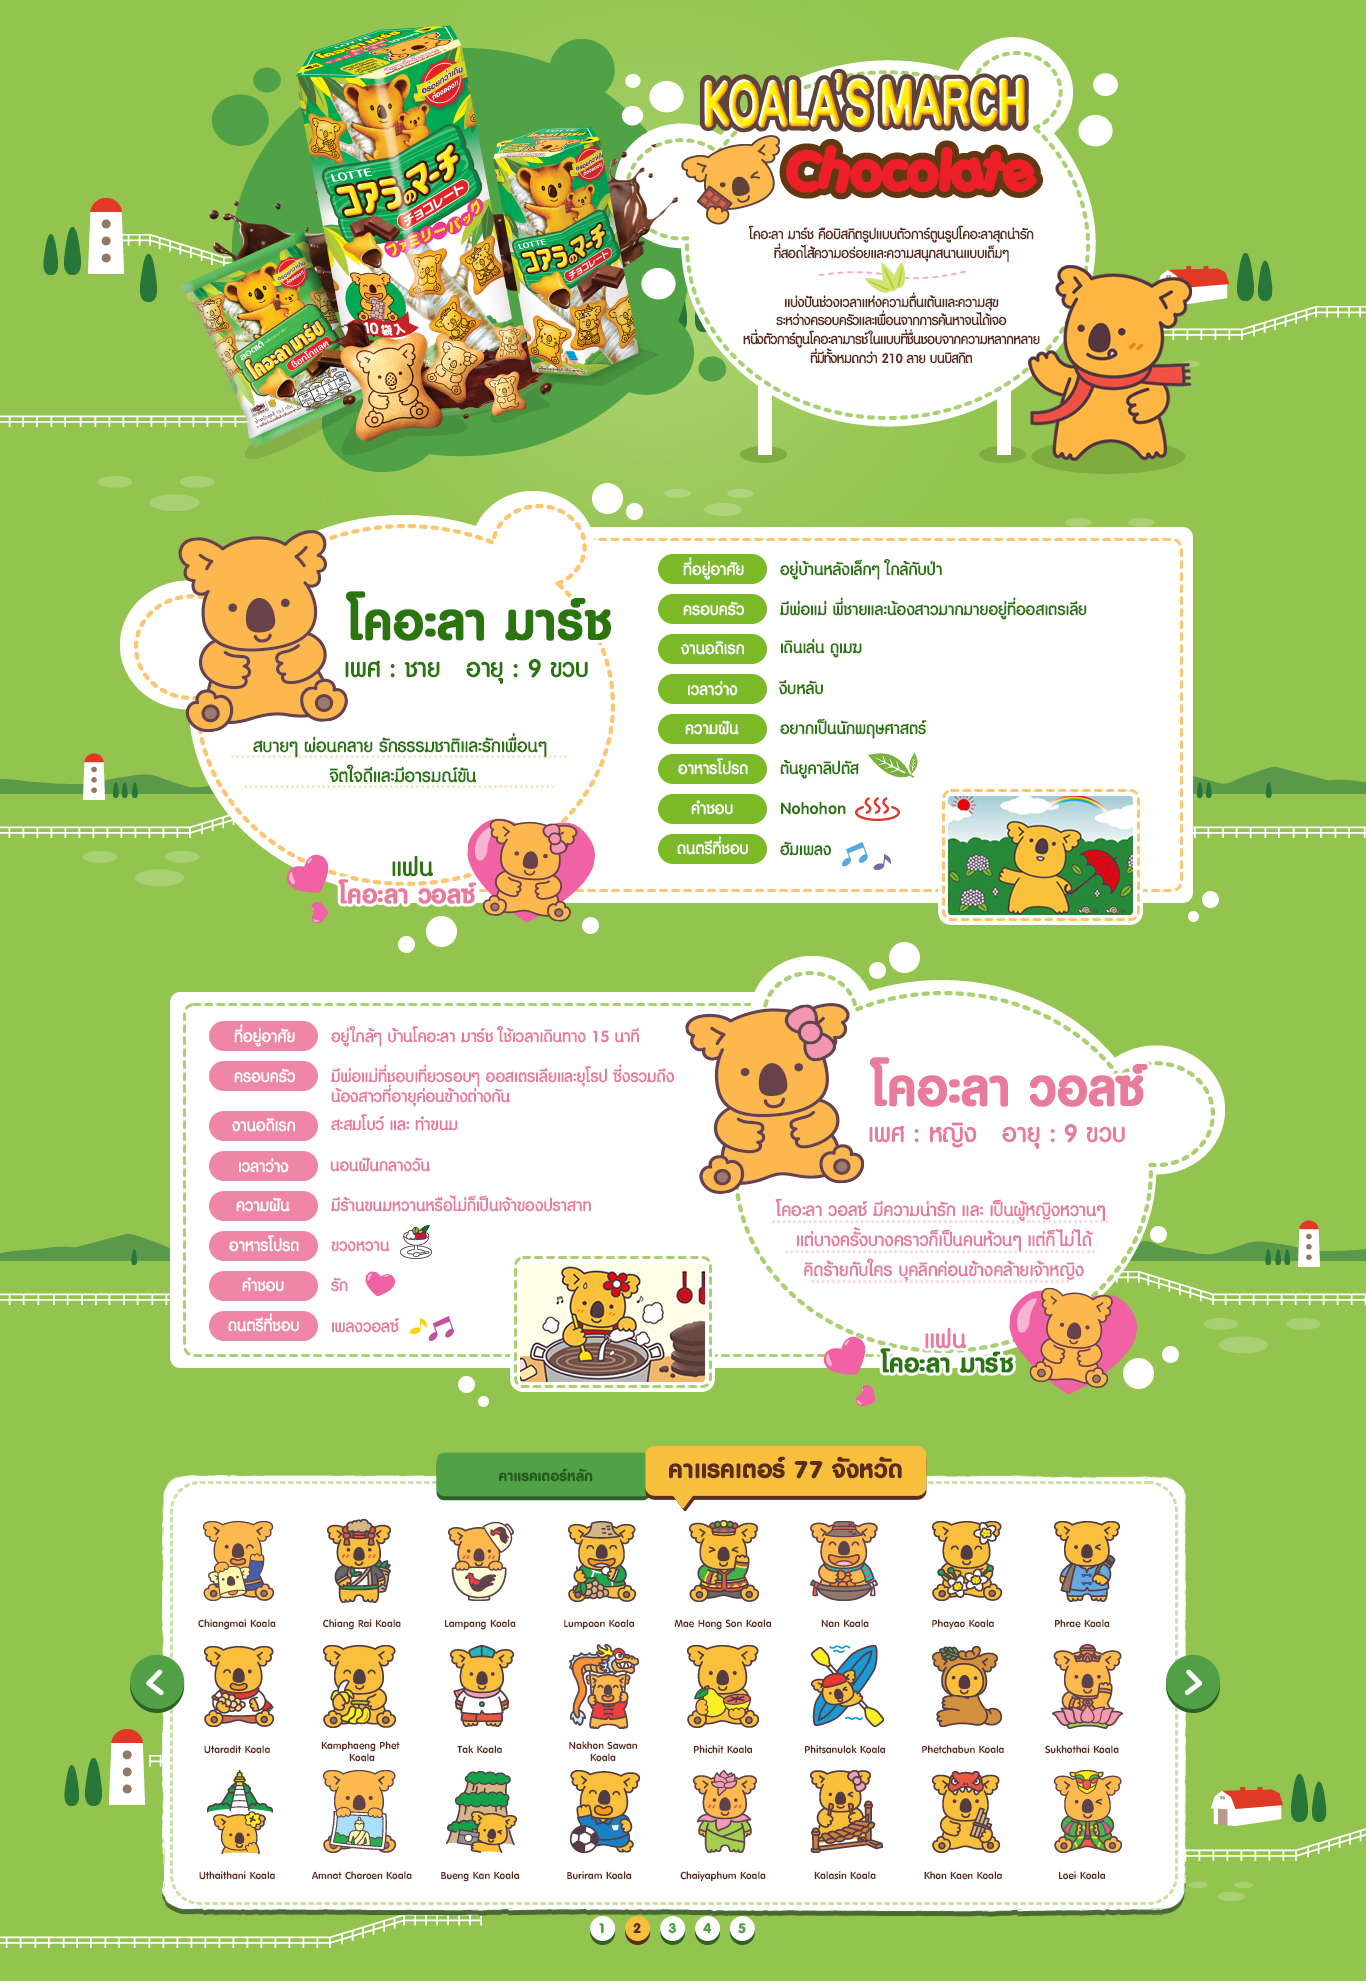 KOALA'S MARCH
Chocolate
LOTTE
コアラのマーチ
チョコレート
ファミリーパック
10袋入
LOTTE
コアラのマーチ
チョコレート
ลอตเต้
โคอะลา มาร์ช
ช็อกโกแลต
โคอะลา มาร์ช คือบิสกิตรูปแบบตัวการ์ตูนรูปโคอะลาสุดน่ารัก
ที่สอดไส้ความอร่อยและความสนุกสนานแบบเต็มๆ
แบ่งปันช่วงเวลาแห่งความตื่นเต้นและความสุข
ระหว่างครอบครัวและเพื่อนจากการค้นหาจนได้เจอ
หนึ่งตัวการ์ตูนโคอะลามารช์ในแบบที่ชื่นชอบจากความหลากหลาย
ที่มีทั้งหมดกว่า 210 ลาย บนบิสกิต
โคอะลา มาร์ช
เพศ : ชาย อายุ : 9 ขวบ
สบายๆ ผ่อนคลาย รักธรรมชาติและรักเพื่อนๆ
จิตใจดีและมีอารมณ์ขัน
แฟน
โคอะลา วอลซ์
ที่อยู่อาศัย อยู่บ้านหลังเล็กๆ ใกล้กับป่า
ครอบครัว มีพ่อแม่ พี่ชายและน้องสาวมากมายอยู่ที่ออสเตรเลีย
งานอดิเรก เดินเล่น ดูเมฆ
เวลาว่าง งีบหลับ
ความฝัน อยากเป็นนักพฤษศาสตร์
อาหารโปรด ต้นยูคาลิปตัส
คำชอบ Nohohon
ดนตรีที่ชอบ ฮัมเพลง
ที่อยู่อาศัย อยู่ใกล้ๆ บ้านโคอะลา มาร์ช ใช้เวลาเดินทาง 15 นาที
ครอบครัว มีพ่อแม่ที่ชอบเที่ยวรอบๆ ออสเตรเลียและยุโรป ซึ่งรวมถึง
น้องสาวที่อายุค่อนข้างต่างกัน
งานอดิเรก สะสมโบว์ และ ทำขนม
เวลาว่าง นอนฝันกลางวัน
ความฝัน มีร้านขนมหวานหรือไม่ก็เป็นเจ้าของปราสาท
อาหารโปรด ขวงหวาน
คำชอบ รัก
ดนตรีที่ชอบ เพลงวอลซ์
โคอะลา วอลซ์
เพศ : หญิง อายุ : 9 ขวบ
โคอะลา วอลซ์ มีความน่ารัก และ เป็นผู้หญิงหวานๆ
แต่บางครั้งบางคราวก็เป็นคนห้วนๆ แต่ก็ไม่ได้
คิดร้ายกับใคร บุคลิกค่อนข้างคล้ายเจ้าหญิง
แฟน
โคอะลา มาร์ช
คาแรคเตอร์หลัก คาแรคเตอร์ 77 จังหวัด
Chiangmai Koala Chiang Rai Koala Lampang Koala Lumpoon Koala Mae Hong Son Koala Nan Koala Phayao Koala Phrae Koala
Utaradit Koala Kamphaeng Phet Koala Tak Koala Nakhon Sawan Koala Phichit Koala Phitsanulok Koala Phetchabun Koala Sukhothai Koala
Uthaithani Koala Amnat Charoen Koala Bueng Kan Koala Buriram Koala Chaiyaphum Koala Kalasin Koala Khon Kaen Koala Loei Koala
1 2 3 4 5